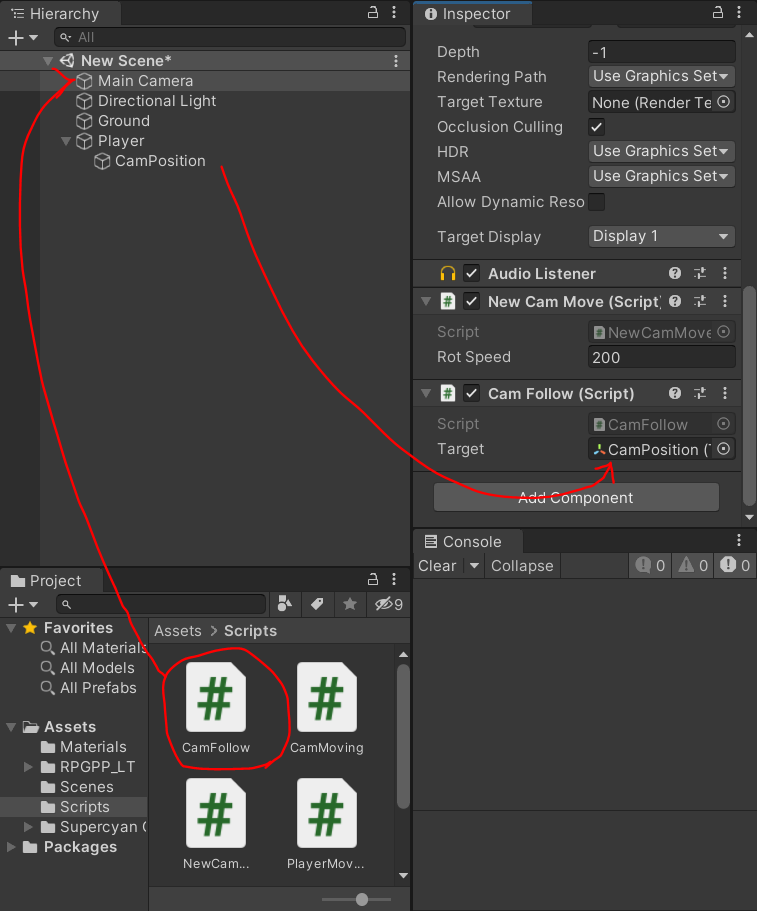 Hierarchy
All
New Scene*
Main Camera
Directional Light
Ground
Player
CamPosition
Inspector
Depth
-1
Rendering Path
Use Graphics Set
Target Texture
None (Render Te
Occlusion Culling
HDR
Use Graphics Set
MSAA
Use Graphics Set
Allow Dynamic Reso
Target Display
Display 1
Audio Listener
New Cam Move (Script)
Script
# NewCamMove
Rot Speed
200
Cam Follow (Script)
Script
# CamFollow
Target
CamPosition (T
Add Component
Console
Clear
Collapse
0
0
0
Project
9
Favorites
All Materials
All Models
All Prefabs
Assets
Materials
RPGPP_LT
Scenes
Scripts
Supercyan C
Packages
Assets > Scripts
#
CamFollow
#
CamMoving
#
NewCam...
#
PlayerMov...